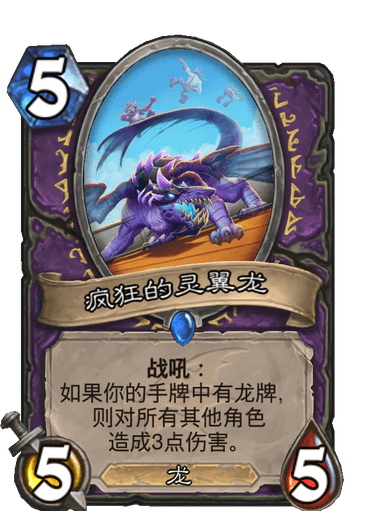 5
疯狂的灵翼龙
战吼：
如果你的手牌中有龙牌，
则对所有其他角色
造成3点伤害。
5
龙
5